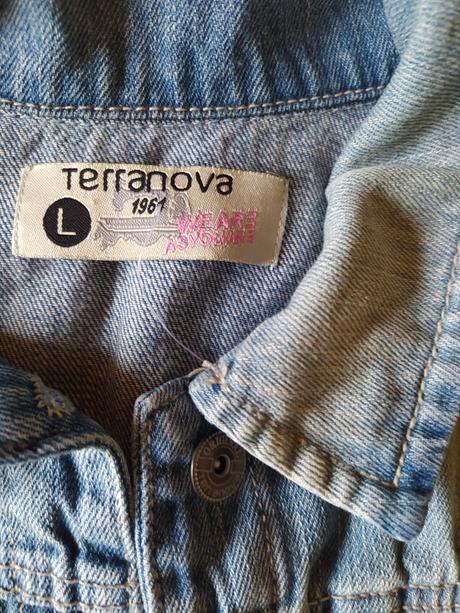 Terranova
1961
L
WE ARE
AS YOU ARE